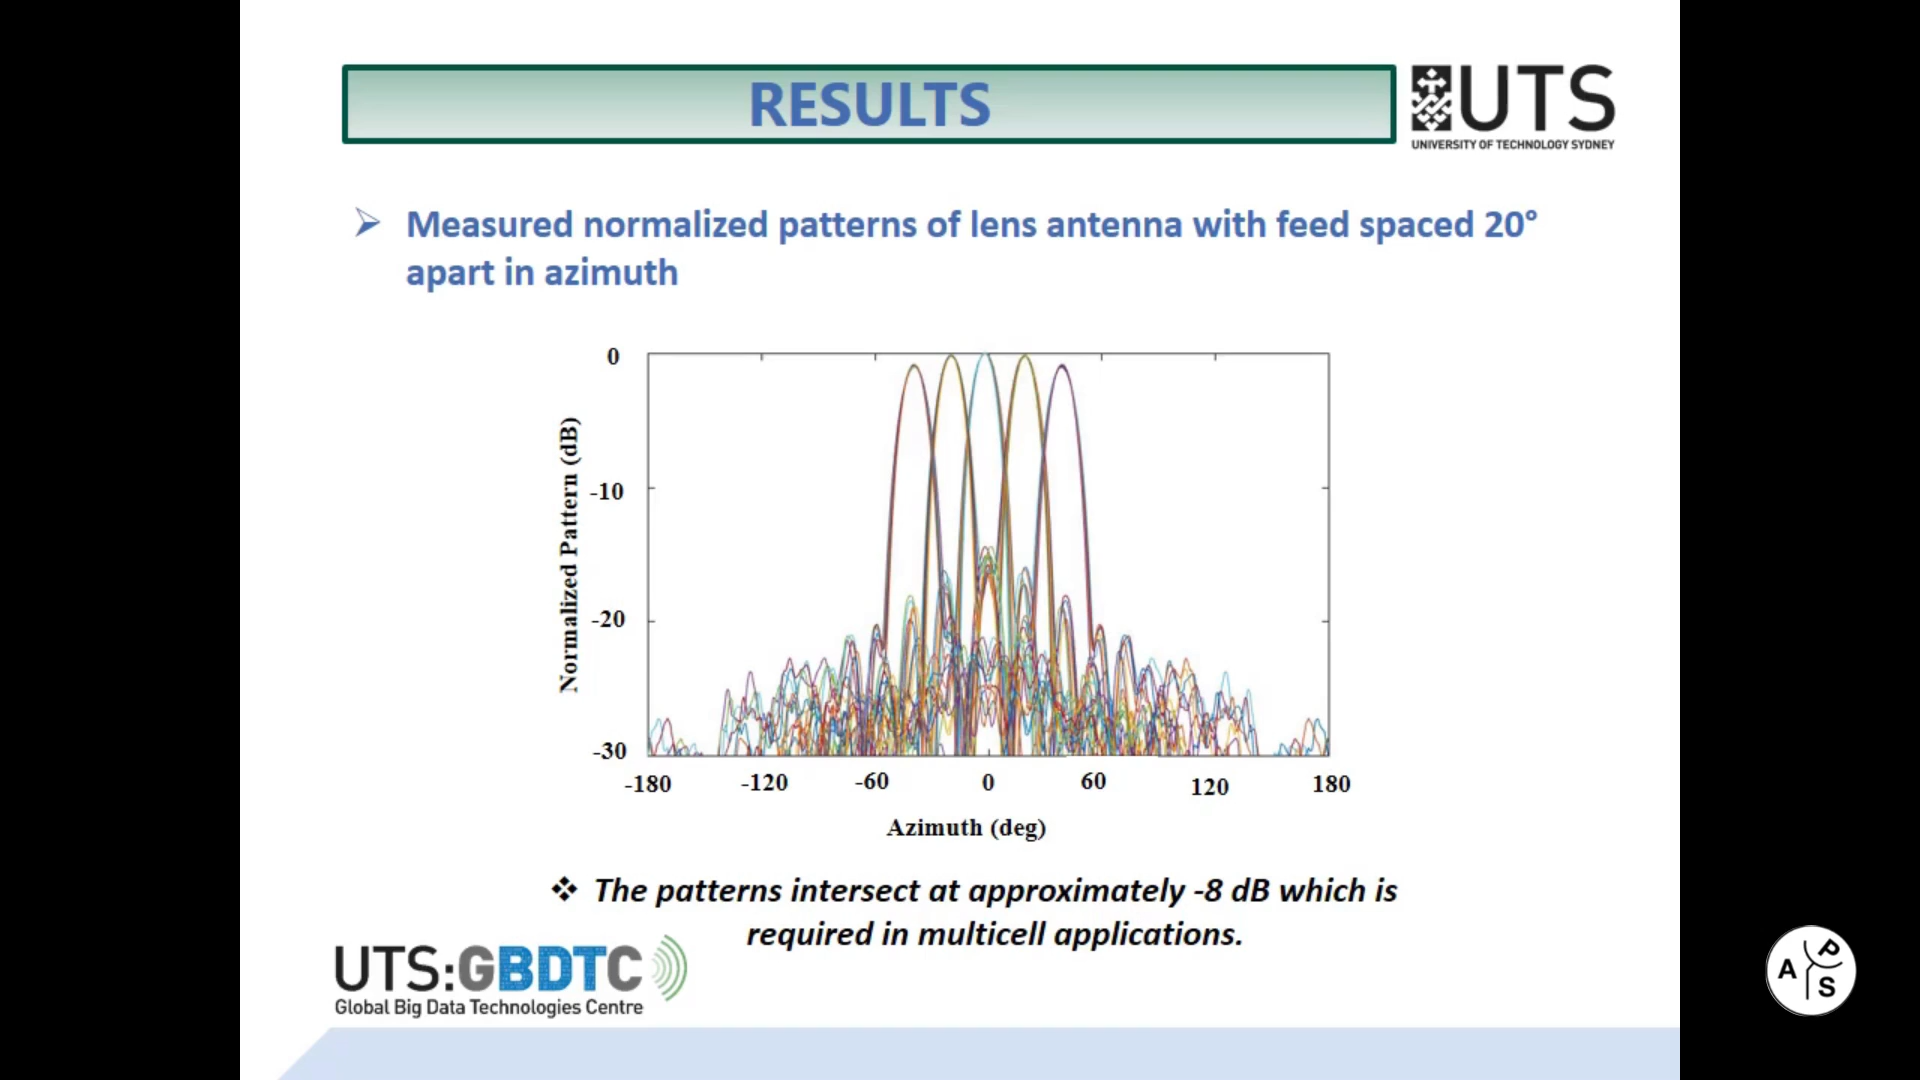 RESULTS
UTS
UNIVERSITY OF TECHNOLOGY SYDNEY
Measured normalized patterns of lens antenna with feed spaced 20°
apart in azimuth
Normalized Pattern (dB)
0
-10
-20
-30
-180 -120 -60 0 60 120 180
Azimuth (deg)
The patterns intersect at approximately -8 dB which is
required in multicell applications.
UTS:GBDTC
Global Big Data Technologies Centre
A P S